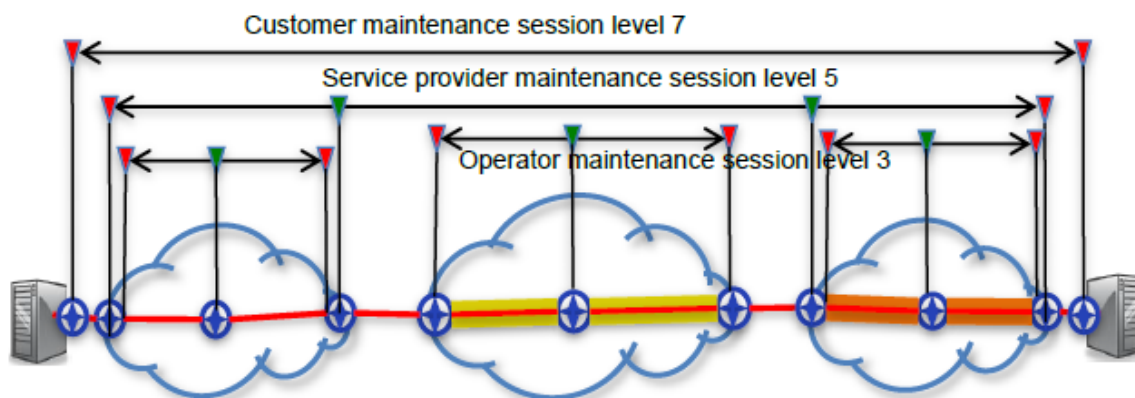 Customer maintenance session level 7
Service provider maintenance session level 5
Operator maintenance session level 3